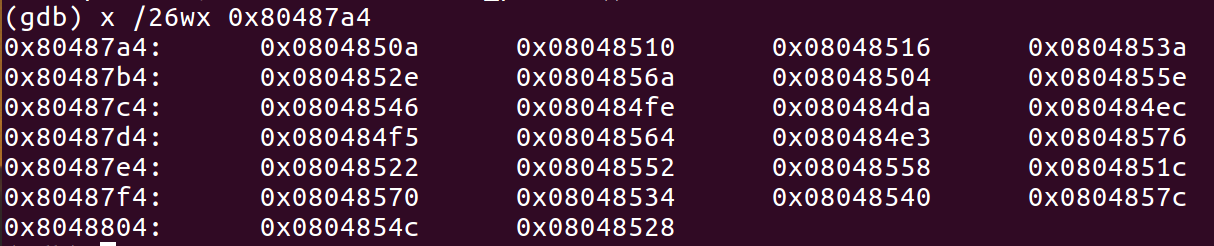 (gdb) x /26wx 0x80487a4
0x80487a4: 0x0804850a 0x08048510 0x08048516 0x0804853a
0x80487b4: 0x0804852e 0x0804856a 0x08048504 0x0804855e
0x80487c4: 0x08048546 0x080484fe 0x080484da 0x080484ec
0x80487d4: 0x080484f5 0x08048564 0x080484e3 0x08048576
0x80487e4: 0x08048522 0x08048552 0x08048558 0x0804851c
0x80487f4: 0x08048570 0x08048534 0x08048540 0x0804857c
0x8048804: 0x0804854c 0x08048528